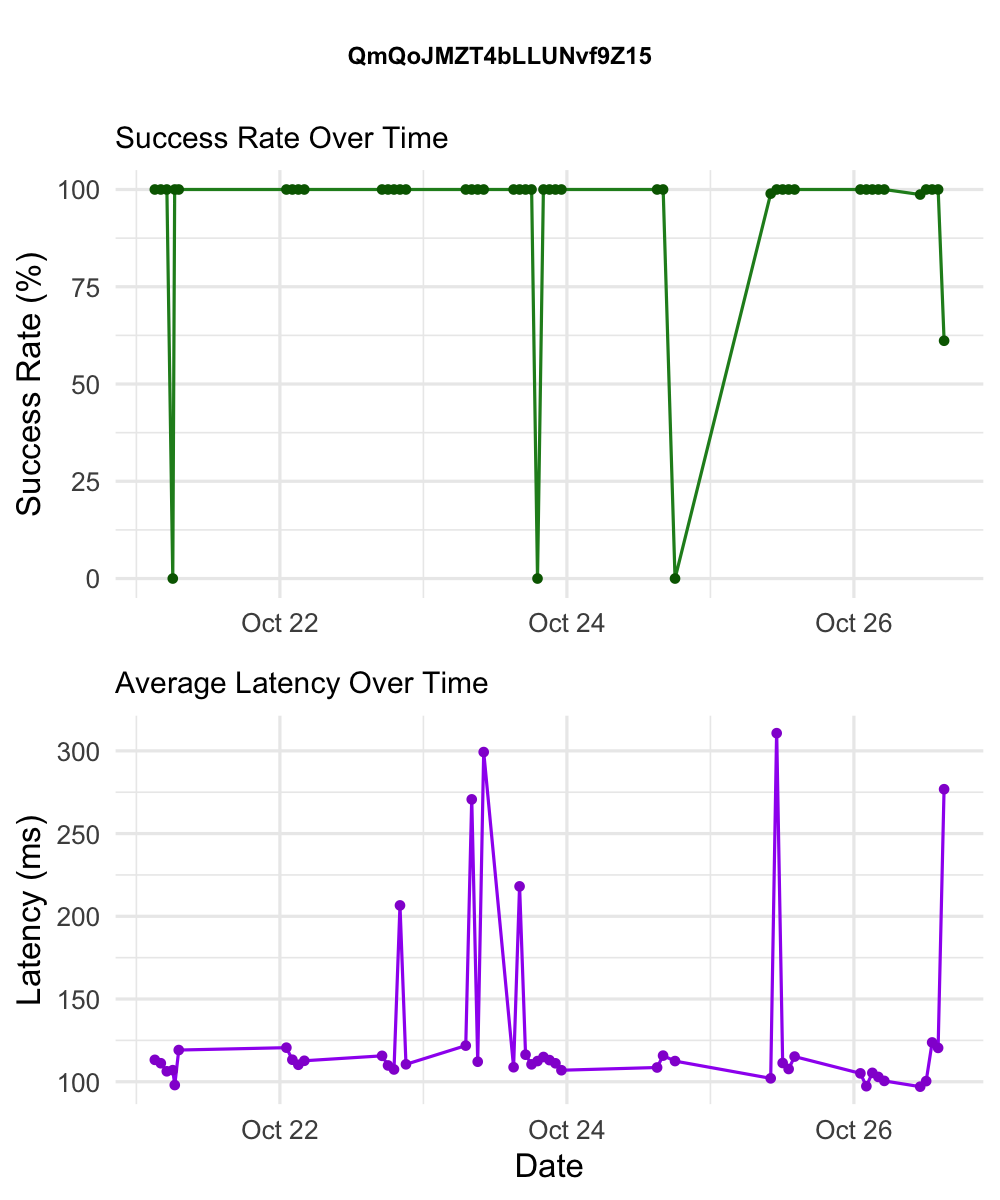 QmQoJMZT4bLLUNvf9Z15
Success Rate Over Time
Success Rate (%)
100
75
50
25
0
Oct 22 Oct 24 Oct 26
Average Latency Over Time
Latency (ms)
300
250
200
150
100
Oct 22 Oct 24 Oct 26
Date